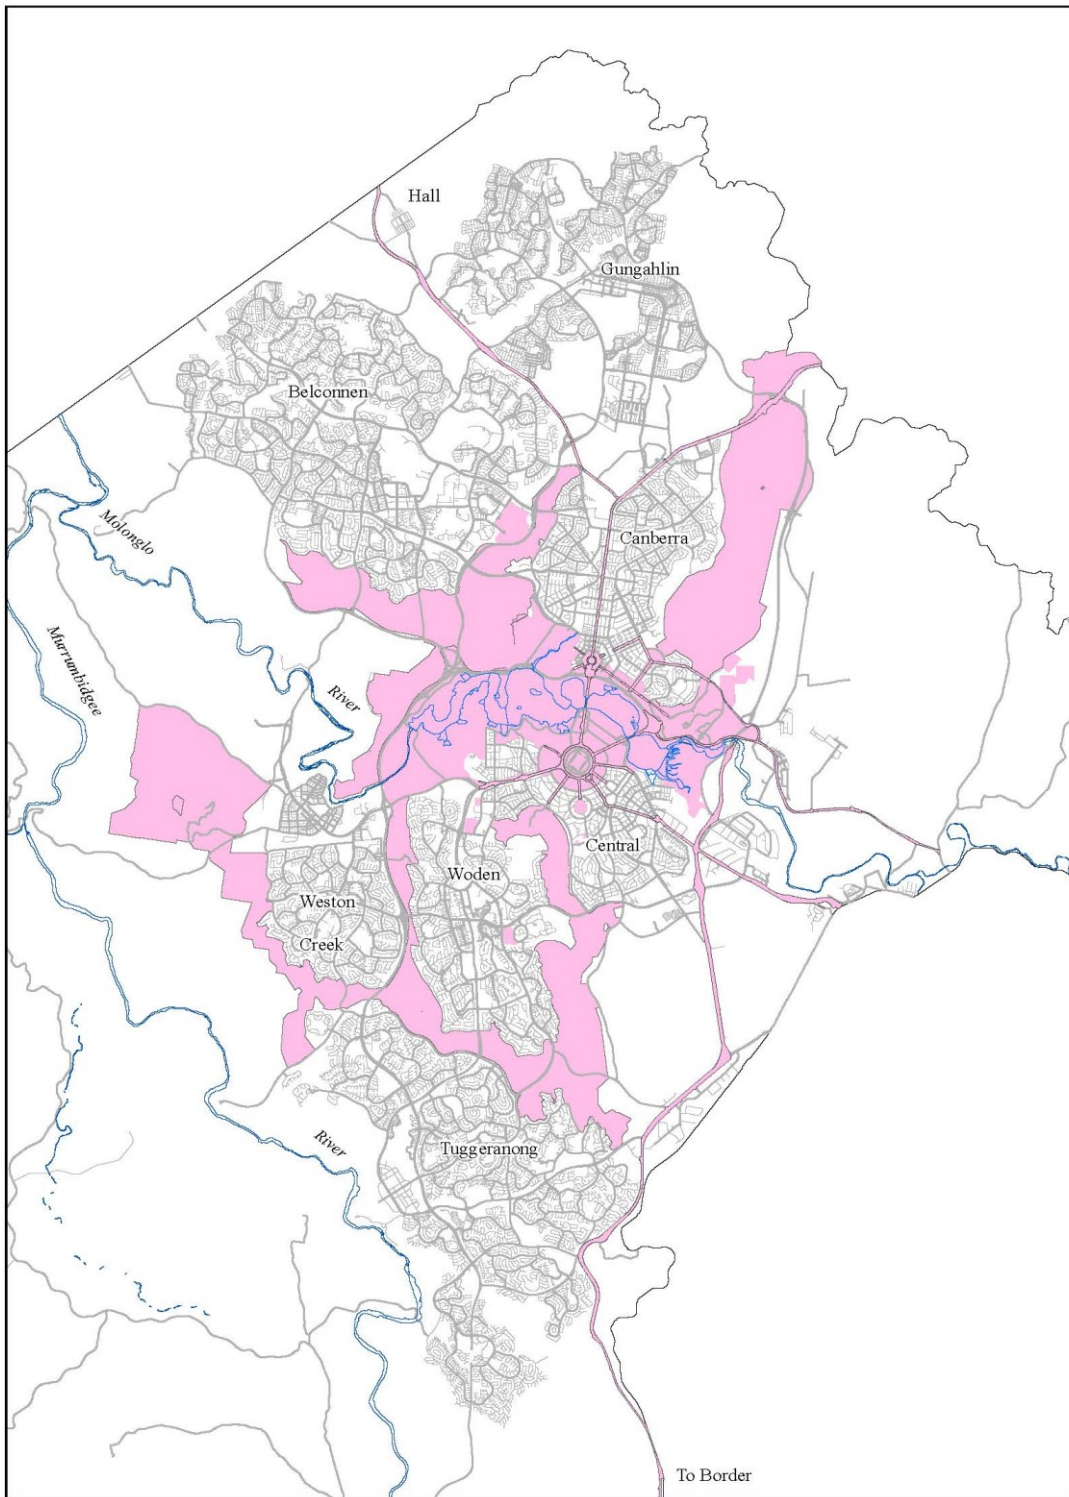 Hall
Gungahlin
Belconnen
Molonglo
Canberra
Murrumbidgee
River
Central
Woden
Weston
Creek
River
Tuggeranong
To Border